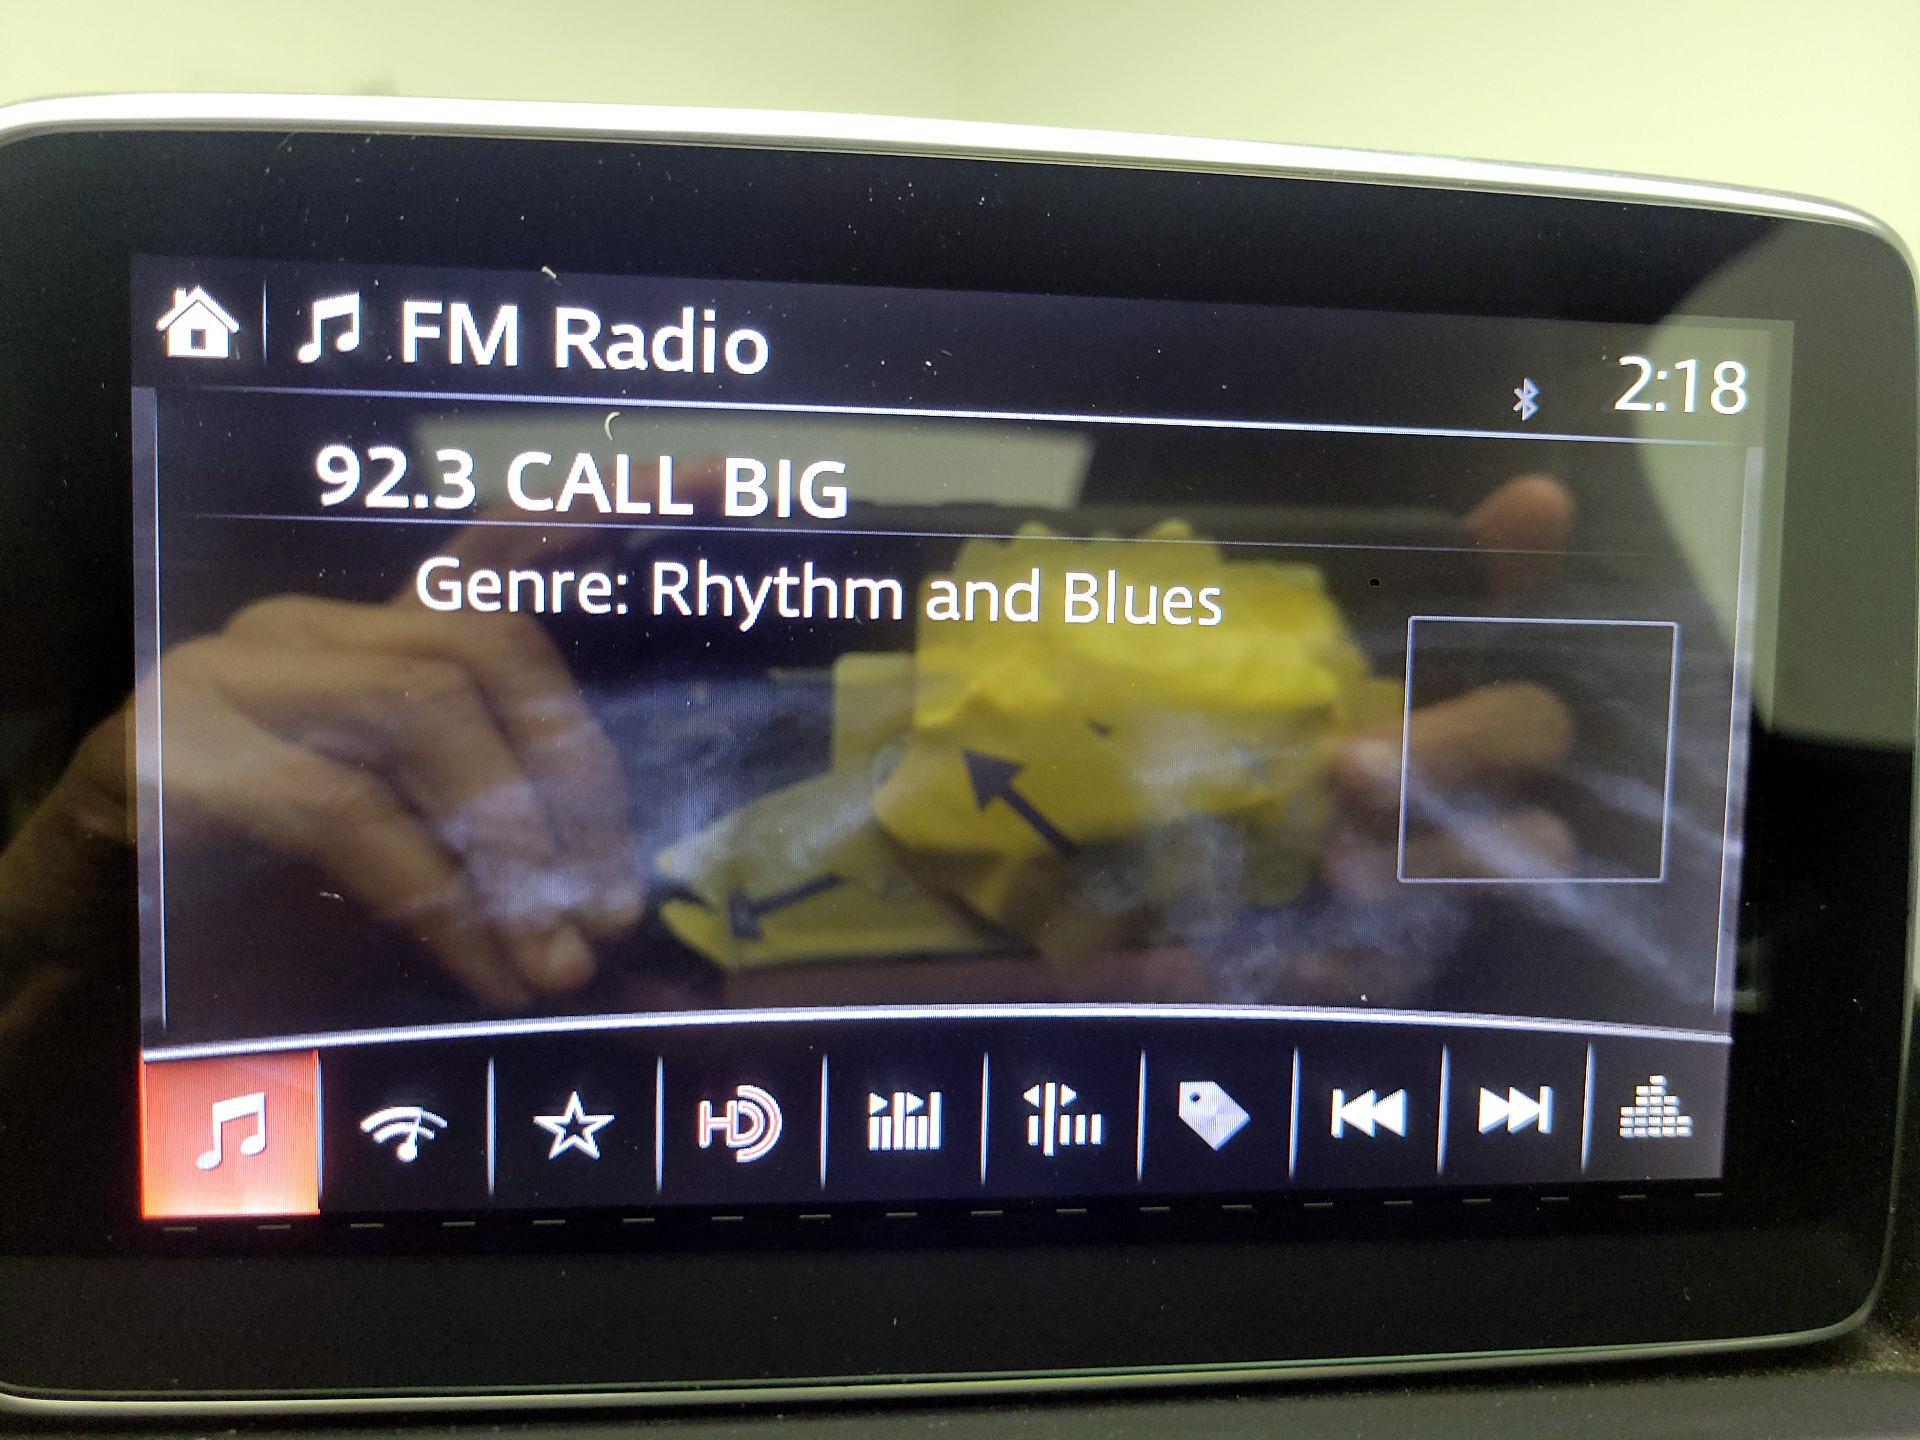 FM Radio
2:18
92.3 CALL BIG
Genre: Rhythm and Blues
HD